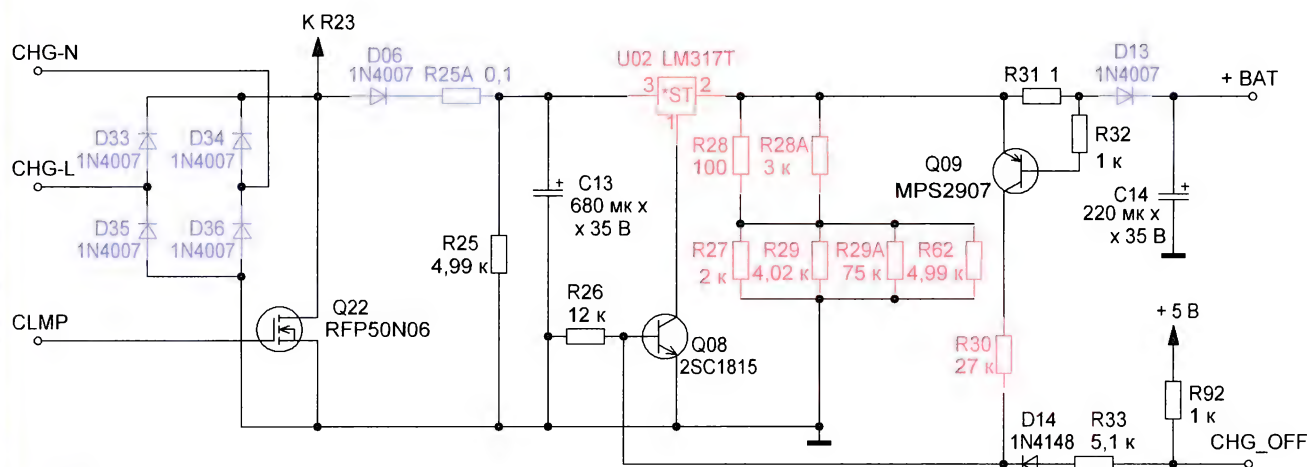 K R23
CHG-N
D06
1N4007
R25A 0,1
U02 LM317T
3
*ST
2
1
R31 1
D13
1N4007
+ BAT
D33
1N4007
D34
1N4007
R28
100
R28A
3 к
R32
1 к
CHG-L
Q09
MPS2907
C13
680 мк x
x 35 В
+
C14
220 мк x
x 35 В
+
D35
1N4007
D36
1N4007
R25
4,99 к
R27
2 к
R29
4,02 к
R29A
75 к
R62
4,99 к
R26
12 к
Q22
RFP50N06
CLMP
Q08
2SC1815
R30
27 к
+ 5 В
R92
1 к
D14
1N4148
R33
5,1 к
CHG_OFF